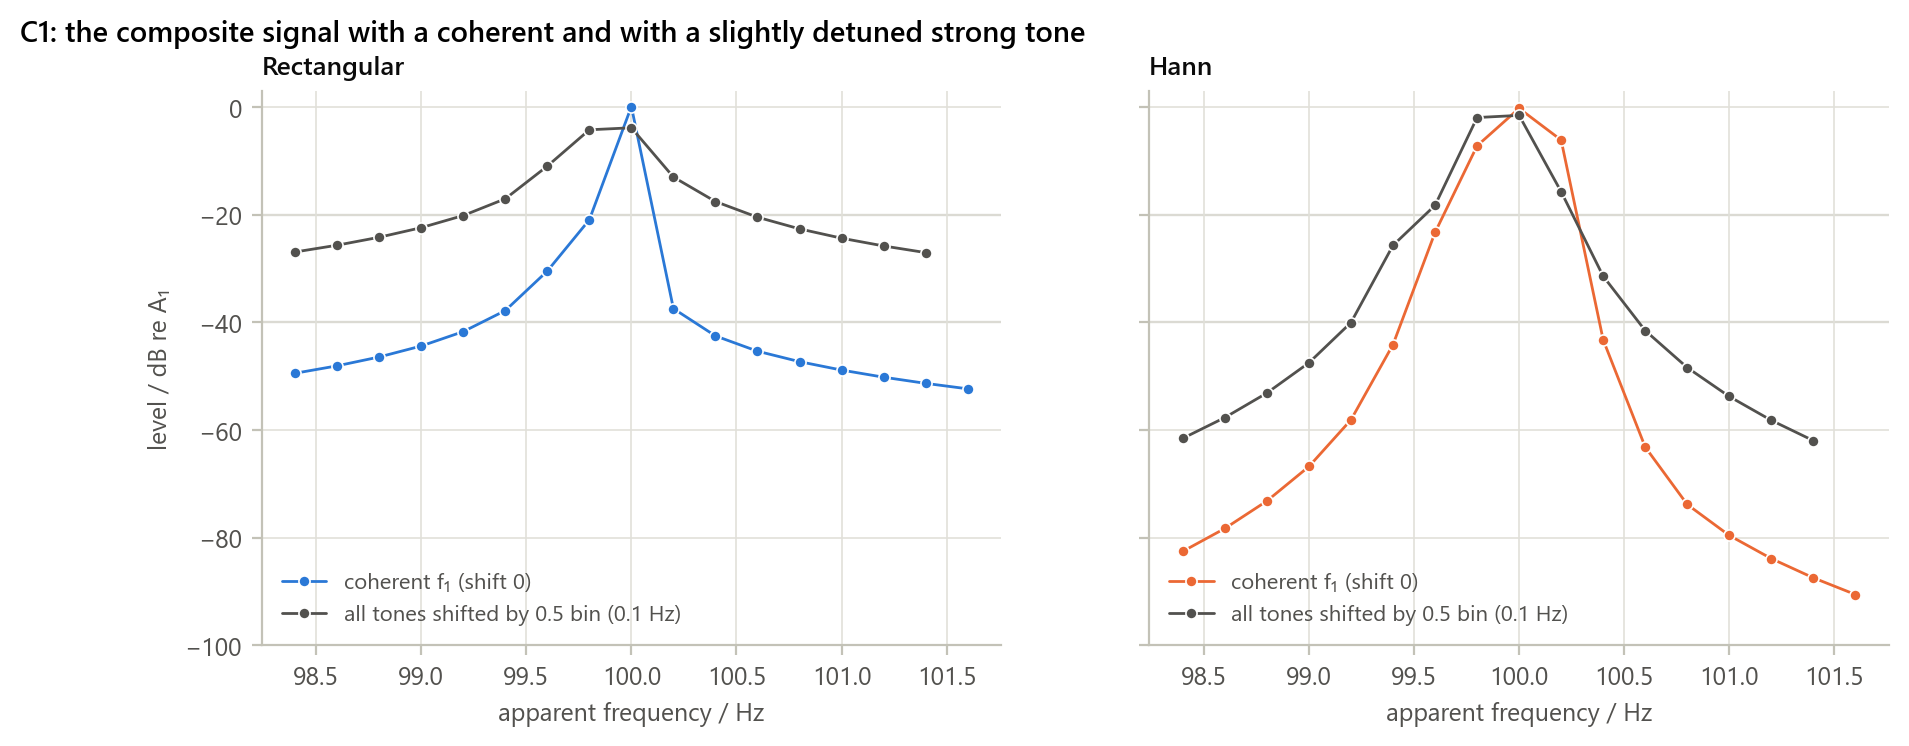 C1: the composite signal with a coherent and with a slightly detuned strong tone
Rectangular
Hann
0
−20
−40
−60
−80
−100
level / dB re A₁
coherent f₁ (shift 0)
all tones shifted by 0.5 bin (0.1 Hz)
98.5 99.0 99.5 100.0 100.5 101.0 101.5
apparent frequency / Hz
coherent f₁ (shift 0)
all tones shifted by 0.5 bin (0.1 Hz)
98.5 99.0 99.5 100.0 100.5 101.0 101.5
apparent frequency / Hz